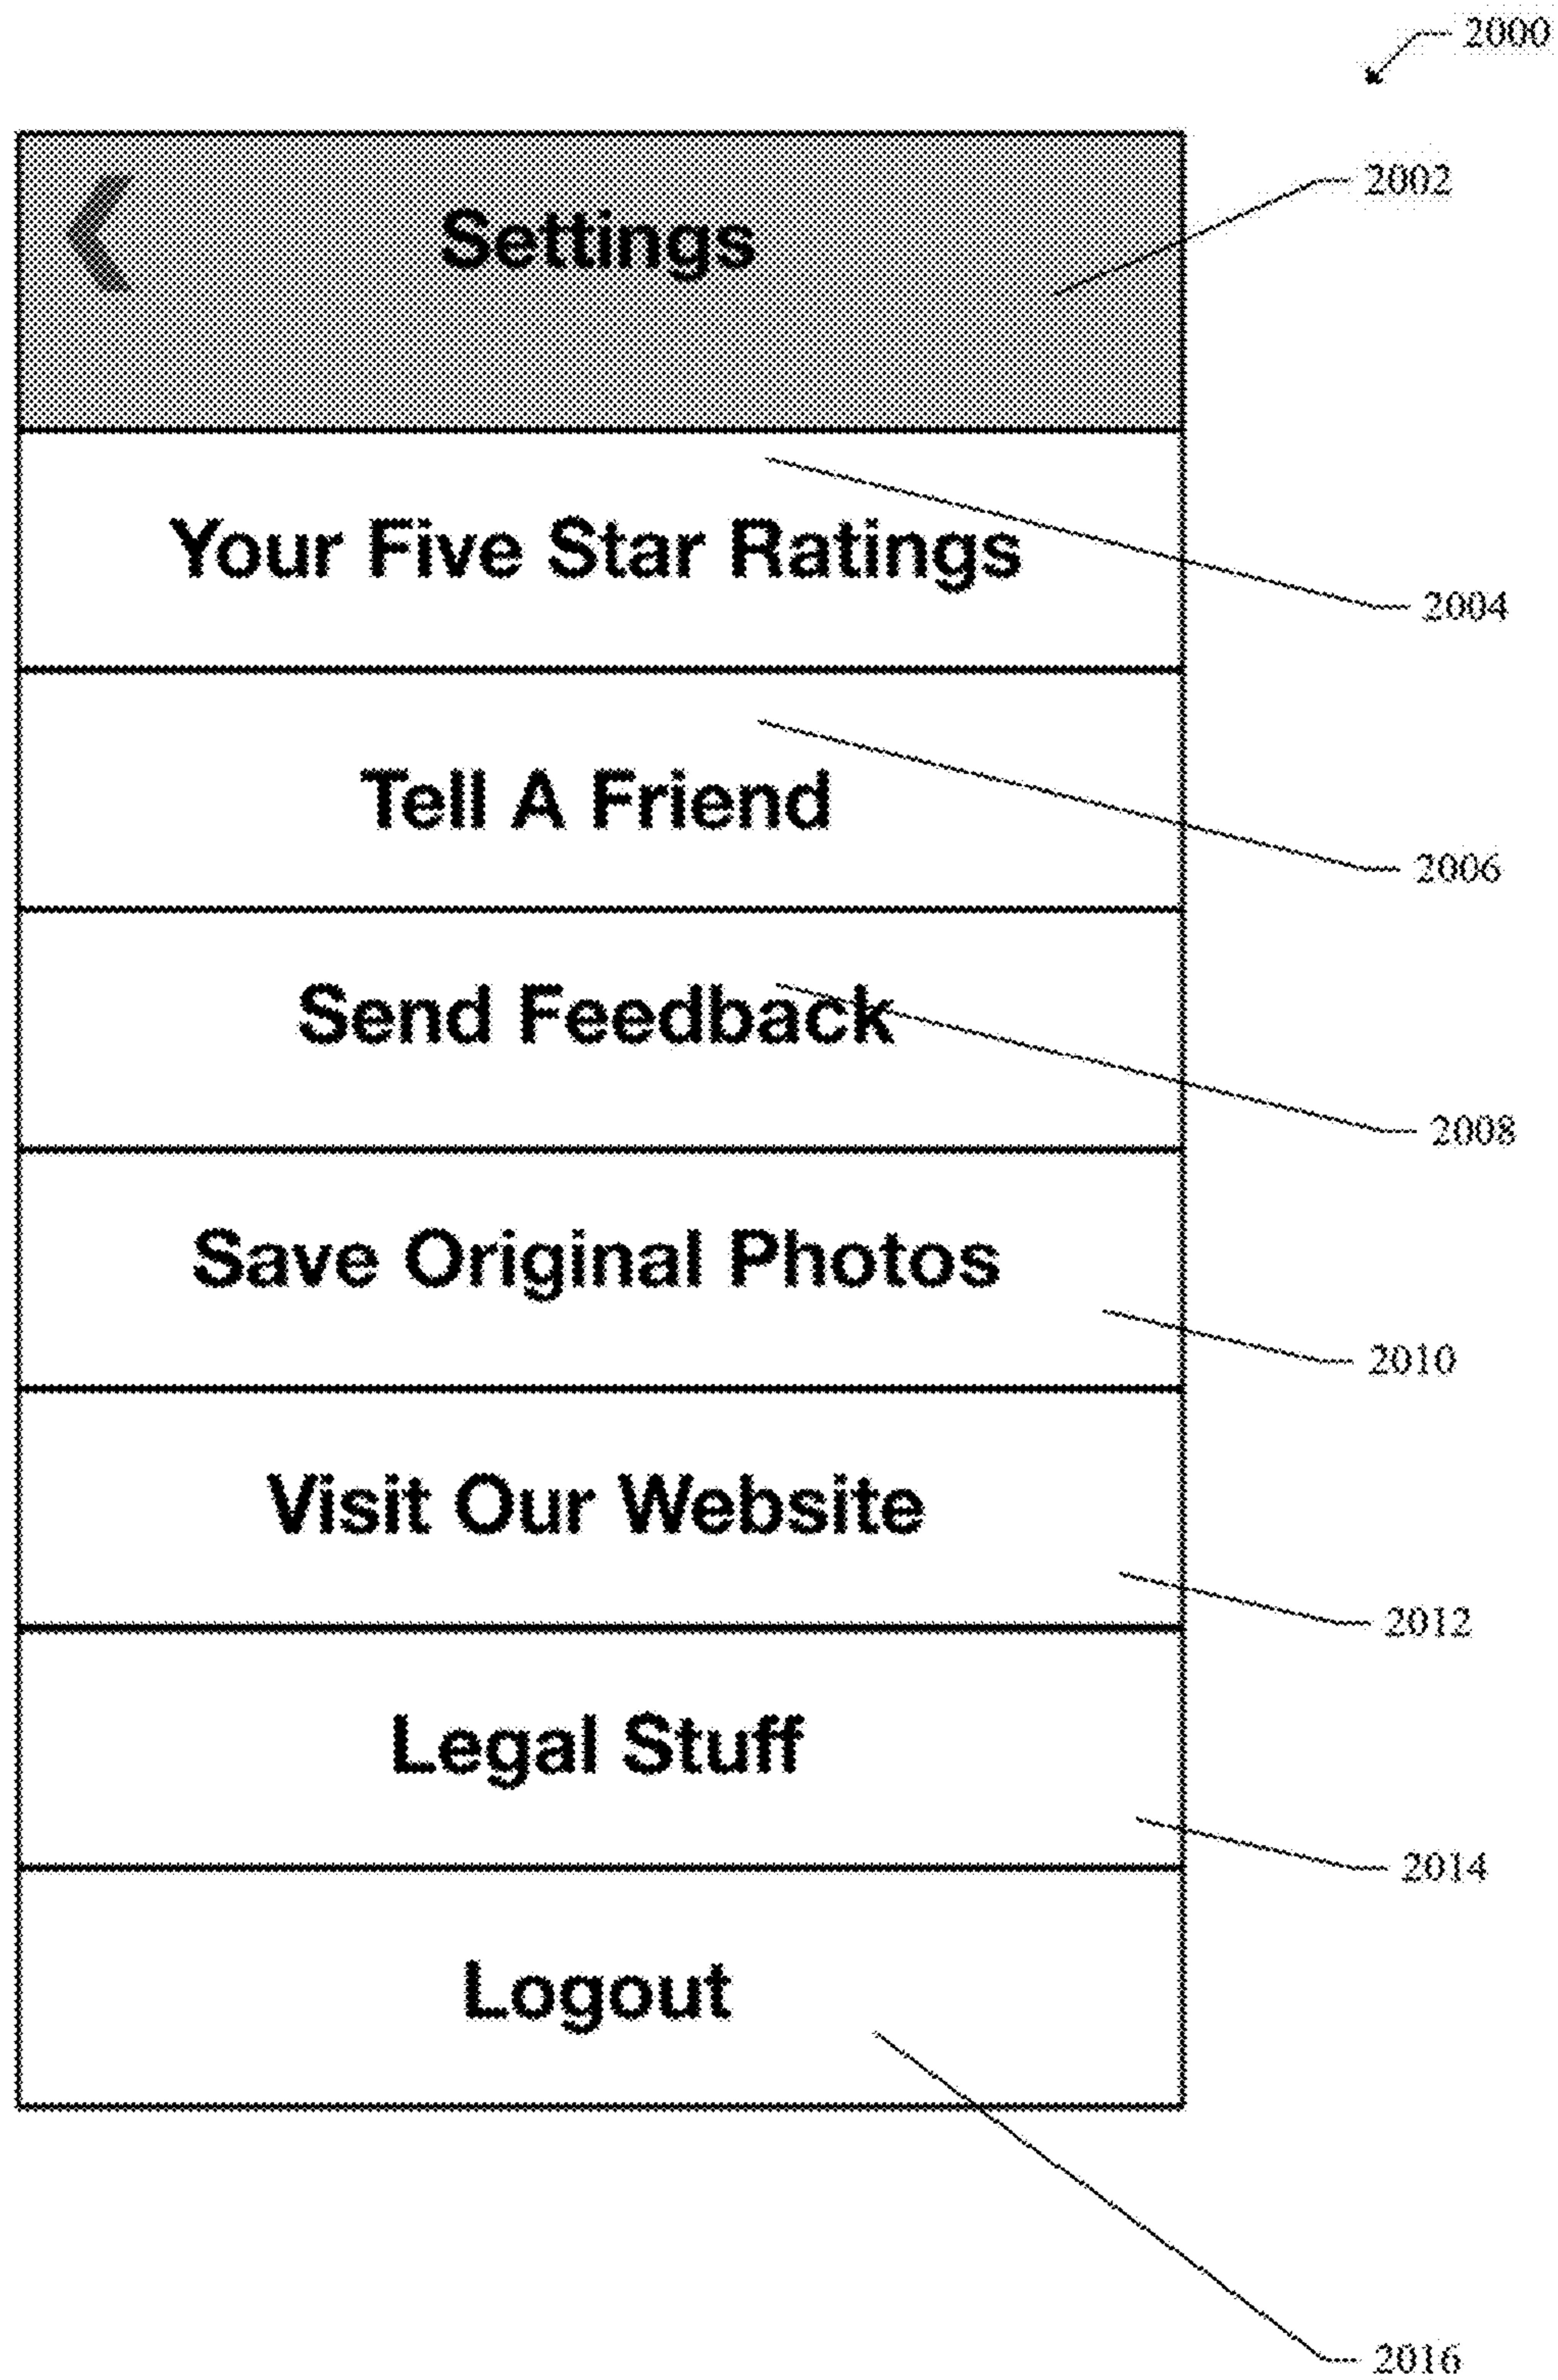 2000
2002
Settings
Your Five Star Ratings
2004
Tell A Friend
2006
Send Feedback
2008
Save Original Photos
2010
Visit Our Website
2012
Legal Stuff
2014
Logout
2016